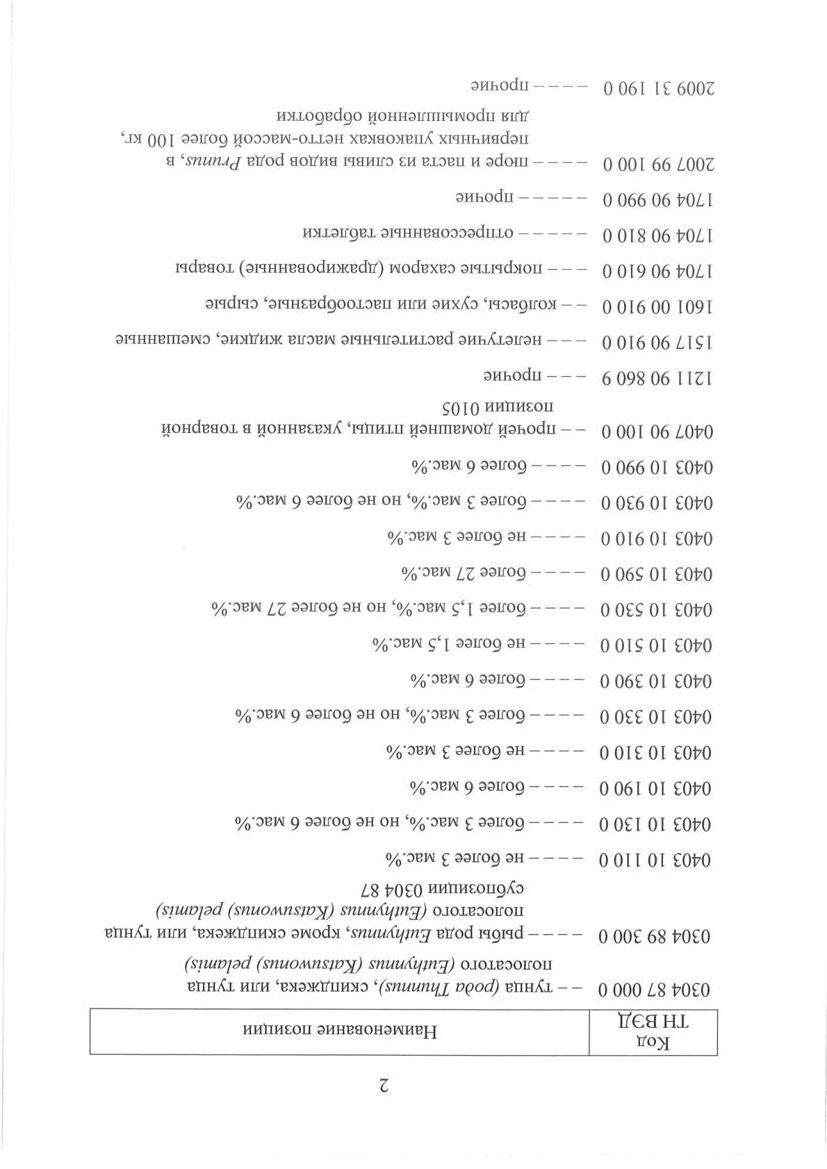 2
Код
ТН ВЭД
Наименование позиции
0304 87 000 0 – – тунца (рода Thunnus), скипджека, или тунца
полосатого (Euthynnus (Katsuwonus) pelamis)
0304 89 300 0 – – – – рыбы рода Euthynnus, кроме скипджека, или тунца
полосатого (Euthynnus (Katsuwonus) pelamis)
субпозиции 0304 87
0403 10 110 0 – – – – не более 3 мас.%
0403 10 130 0 – – – – более 3 мас.%, но не более 6 мас.%
0403 10 190 0 – – – – более 6 мас.%
0403 10 310 0 – – – – не более 3 мас.%
0403 10 330 0 – – – – более 3 мас.%, но не более 6 мас.%
0403 10 390 0 – – – – более 6 мас.%
0403 10 510 0 – – – – не более 1,5 мас.%
0403 10 530 0 – – – – более 1,5 мас.%, но не более 27 мас.%
0403 10 590 0 – – – – более 27 мас.%
0403 10 910 0 – – – – не более 3 мас.%
0403 10 930 0 – – – – более 3 мас.%, но не более 6 мас.%
0403 10 990 0 – – – – более 6 мас.%
0407 90 100 0 – – прочей домашней птицы, указанной в товарной
позиции 0105
1211 90 860 9 – – – прочие
1517 90 910 0 – – – нелетучие растительные масла жидкие, смешанные
1601 00 910 0 – – колбасы, сухие или пастообразные, сырые
1704 90 610 0 – – – покрытые сахаром (дражированные) товары
1704 90 810 0 – – – – – отпрессованные таблетки
1704 90 990 0 – – – – – прочие
2007 99 100 0 – – – – пюре и паста из сливы видов рода Prunus, в
первичных упаковках нетто-массой более 100 кг,
для промышленной обработки
2009 31 190 0 – – – – прочие